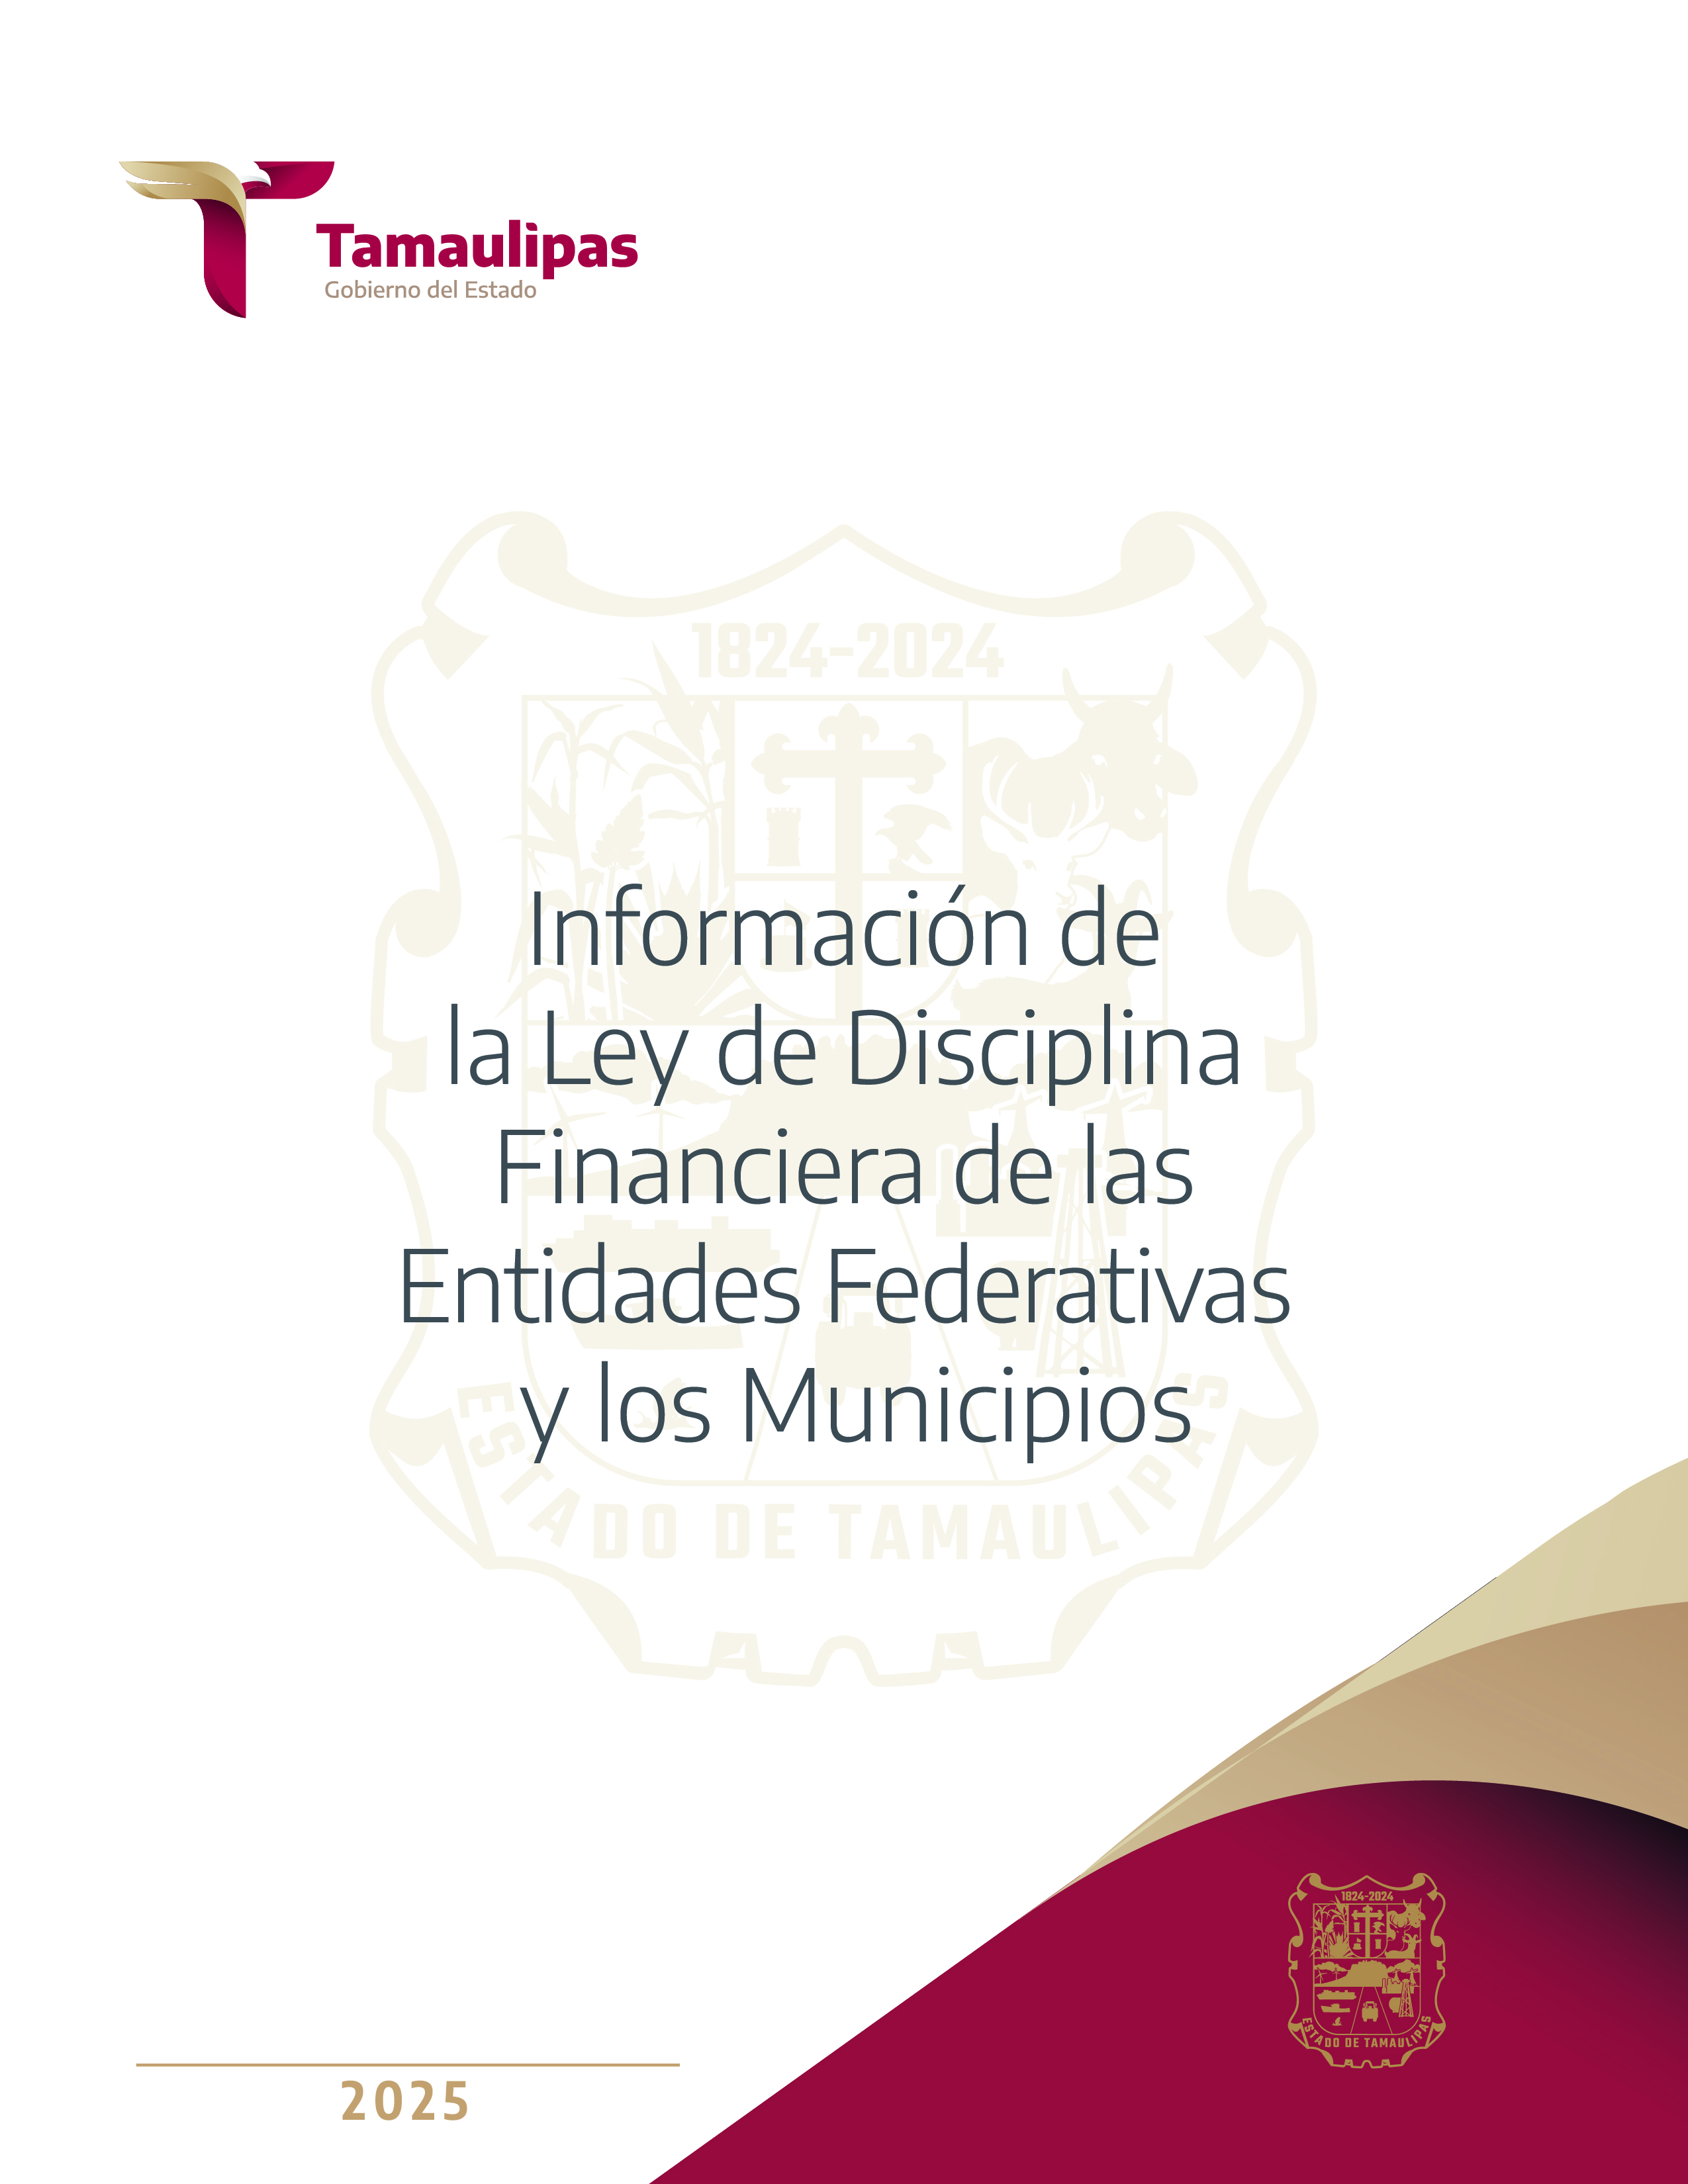 Tamaulipas
Gobierno del Estado
1824-2024
Información de
la Ley de Disciplina
Financiera de las
Entidades Federativas
y los Municipios
ESTADO DE TAMAULIPAS
1824-2024
ESTADO DE TAMAULIPAS
2025